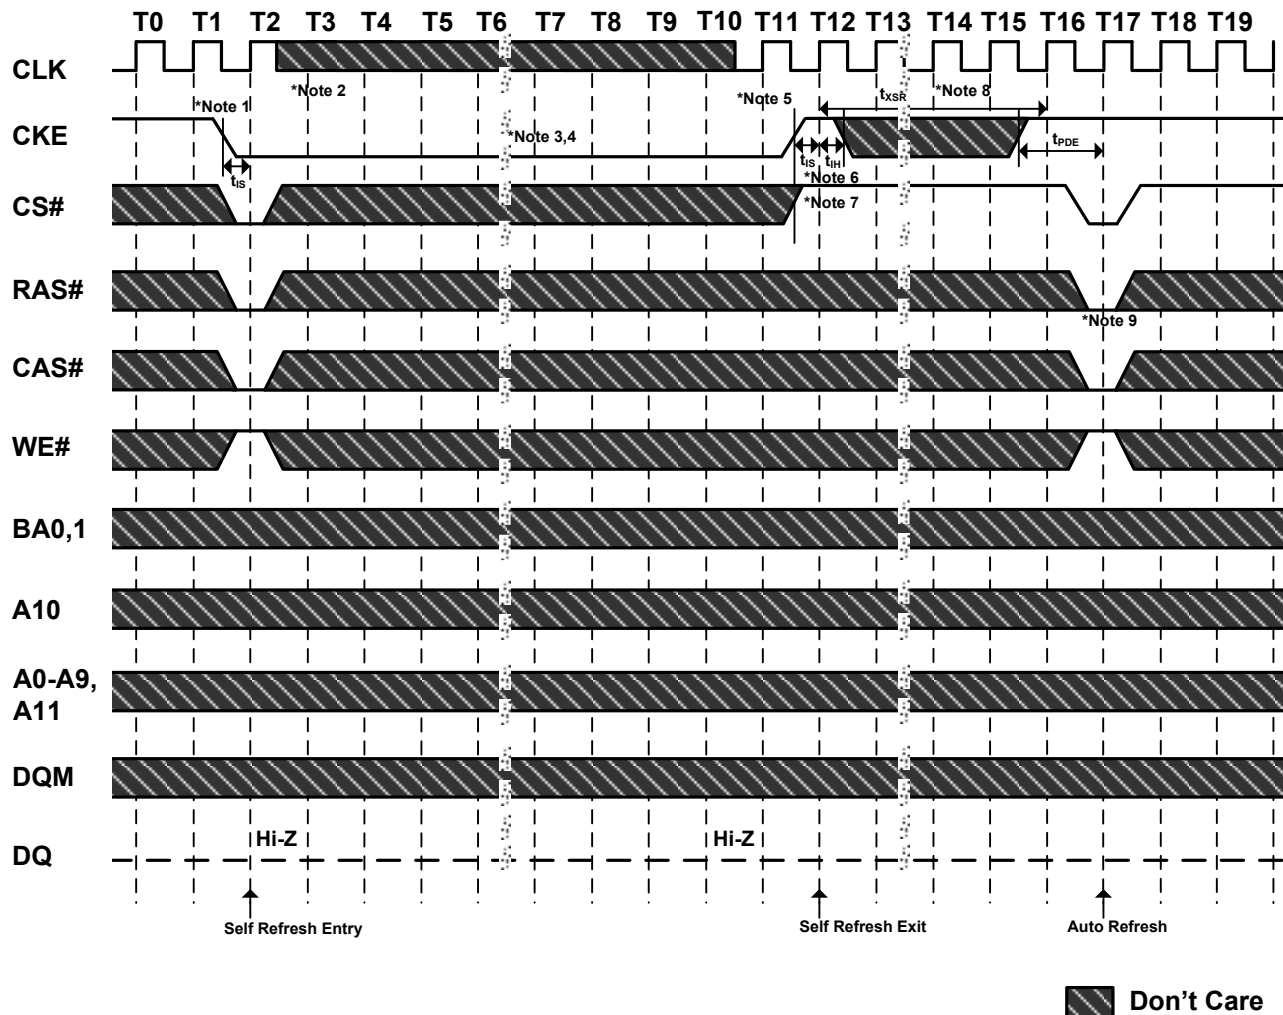 T0 T1 T2 T3 T4 T5 T6 T7 T8 T9 T10 T11 T12 T13 T14 T15 T16 T17 T18 T19
CLK
*Note 1
*Note 2
*Note 5
tXSR
*Note 8
CKE
*Note 3,4
tIS
tIS
tIH
tPDE
*Note 6
CS#
*Note 7
RAS#
*Note 9
CAS#
WE#
BA0,1
A10
A0-A9,
A11
DQM
Hi-Z
Hi-Z
DQ
Self Refresh Entry
Self Refresh Exit
Auto Refresh
Don't Care